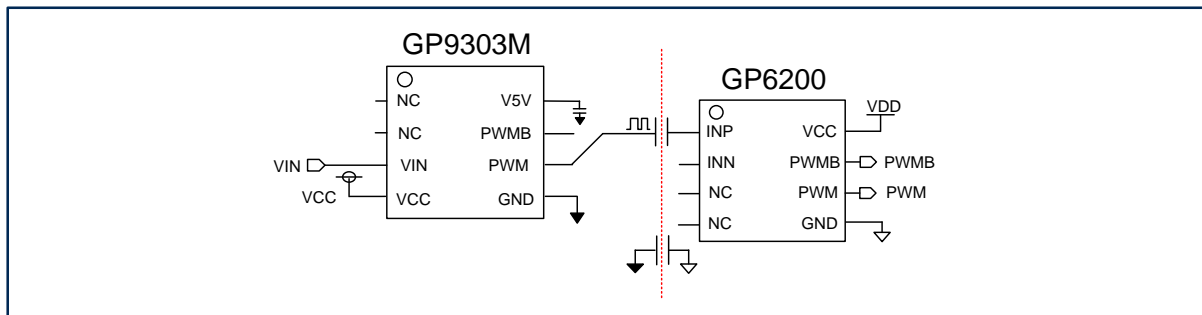 GP9303M
NC
NC
VIN
VCC
V5V
PWMB
PWM
GND
VIN
VCC
GP6200
INP
INN
NC
NC
VCC
PWMB
PWM
GND
VDD
PWMB
PWM